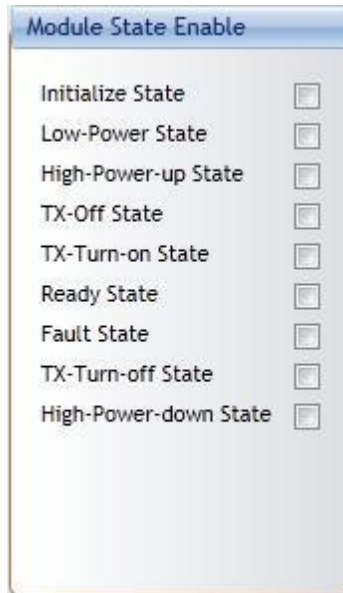 Module State Enable
Initialize State
Low-Power State
High-Power-up State
TX-Off State
TX-Turn-on State
Ready State
Fault State
TX-Turn-off State
High-Power-down State